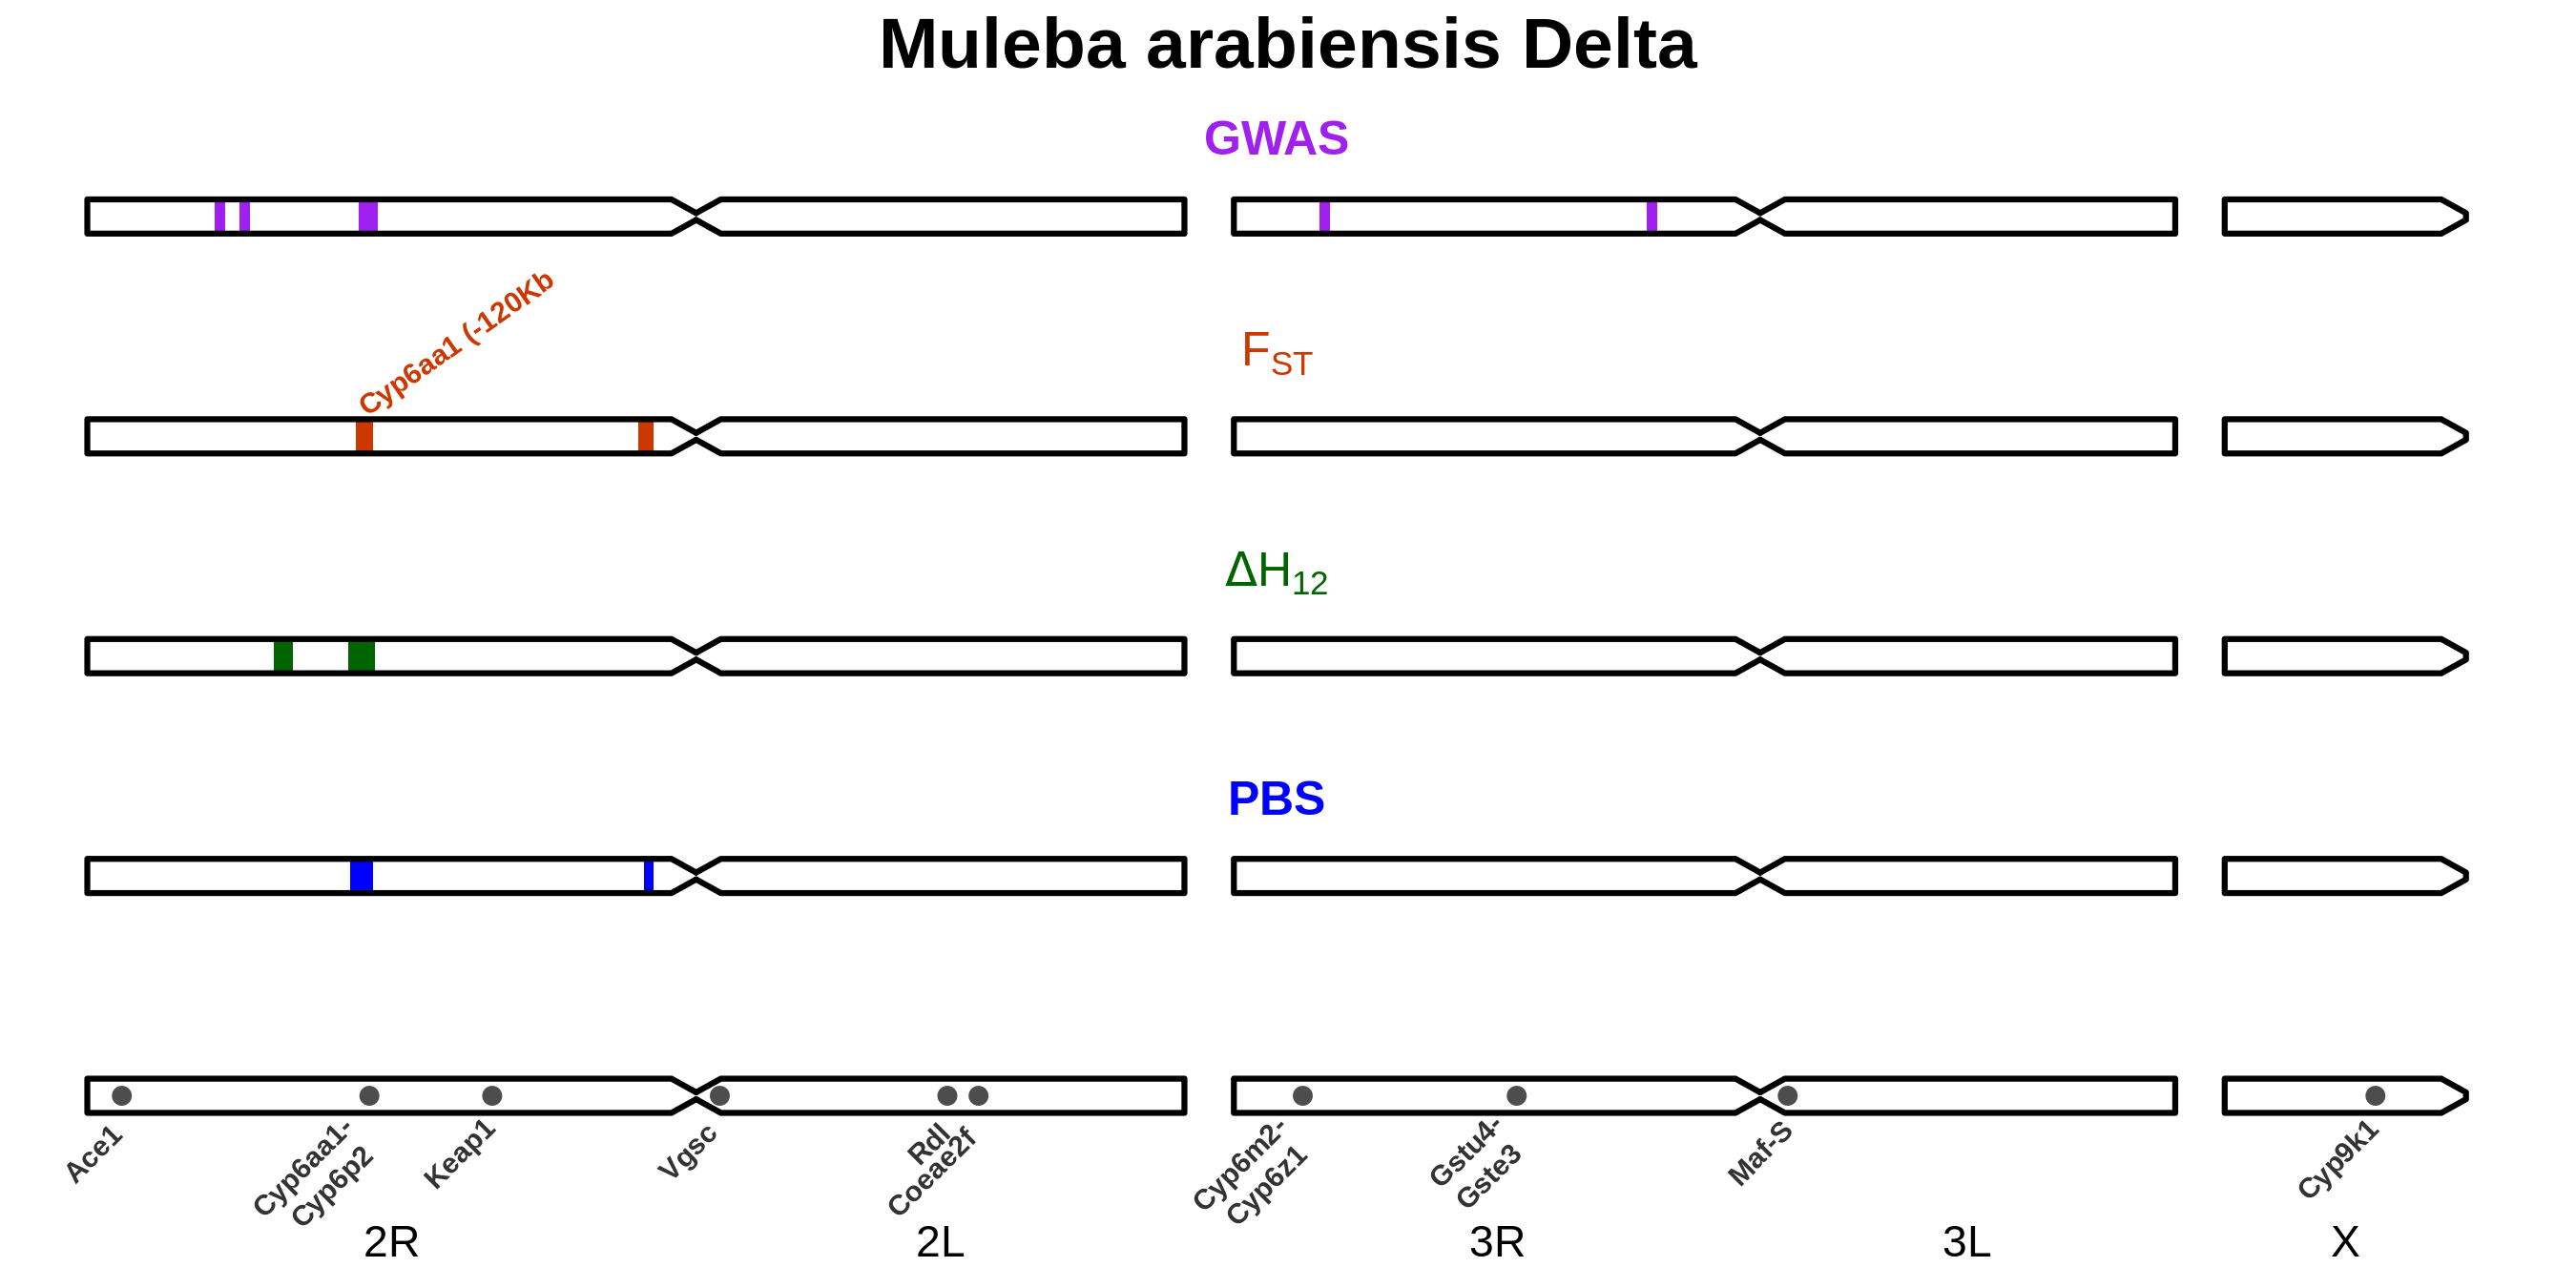 Muleba arabiensis Delta
GWAS
Cyp6aa1 (-120Kb
FST
ΔH12
PBS
Ace1
Cyp6aa1-
Cyp6p2
Keap1
Vgsc
Rdl
Coeae2f
Cyp6m2-
Cyp6z1
Gstu4-
Gste3
Maf-S
Cyp9k1
2R
2L
3R
3L
X